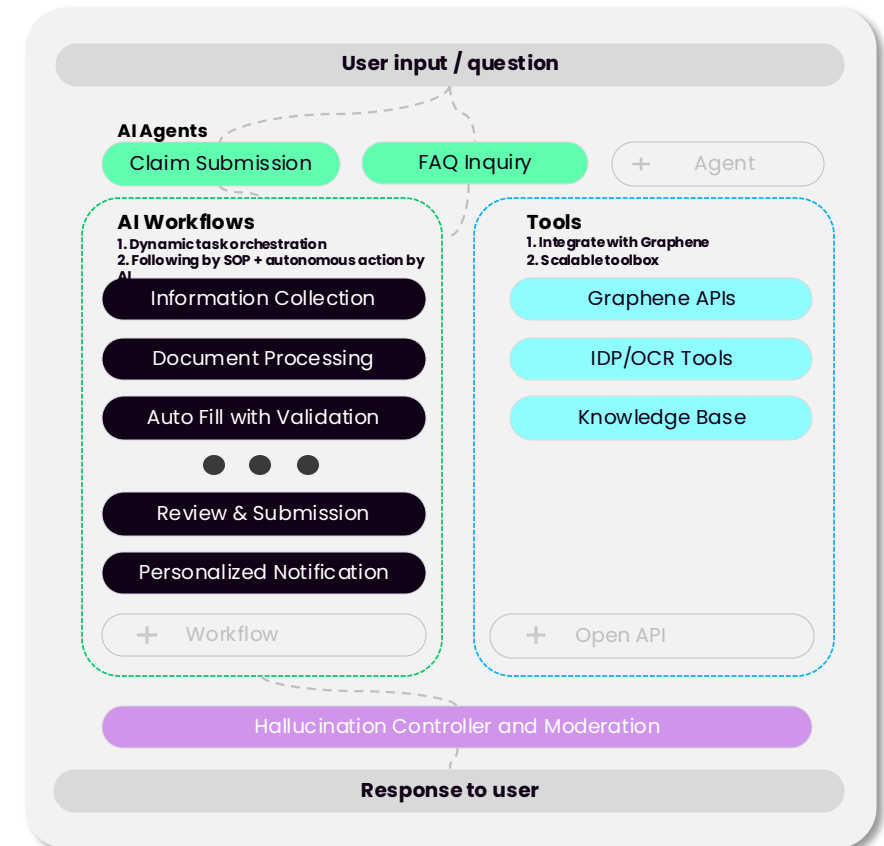 User input / question
AI Agents
Claim Submission
FAQ Inquiry
+ Agent
AI Workflows
1. Dynamic task orchestration
2. Following by SOP + autonomous action by
AI
Information Collection
Document Processing
Auto Fill with Validation
Review & Submission
Personalized Notification
+ Workflow
Tools
1. Integrate with Graphene
2. Scalable toolbox
Graphene APIs
IDP/OCR Tools
Knowledge Base
+ Open API
Hallucination Controller and Moderation
Response to user